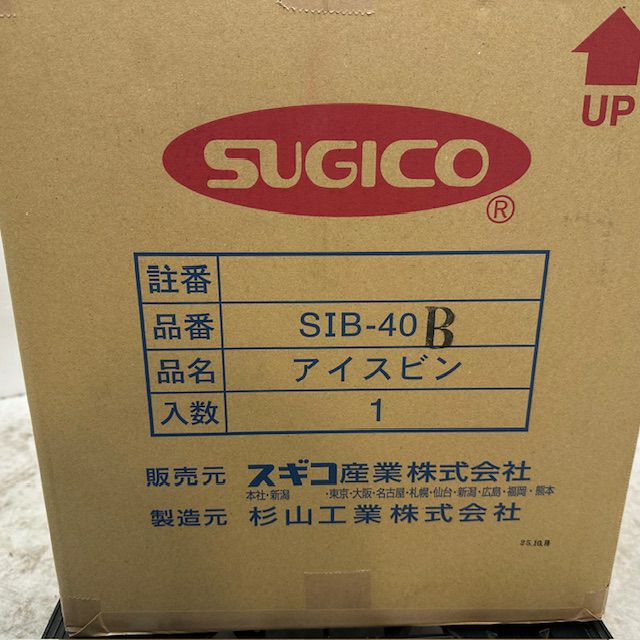 UP
SUGICO
®
註番
品番 SIB-40 B
品名 アイスビン
入数 1
販売元 スギコ産業株式会社
本社・新潟 ・東京・大阪・名古屋・札幌・仙台・新潟・広島・福岡・熊本
製造元 杉山工業株式会社